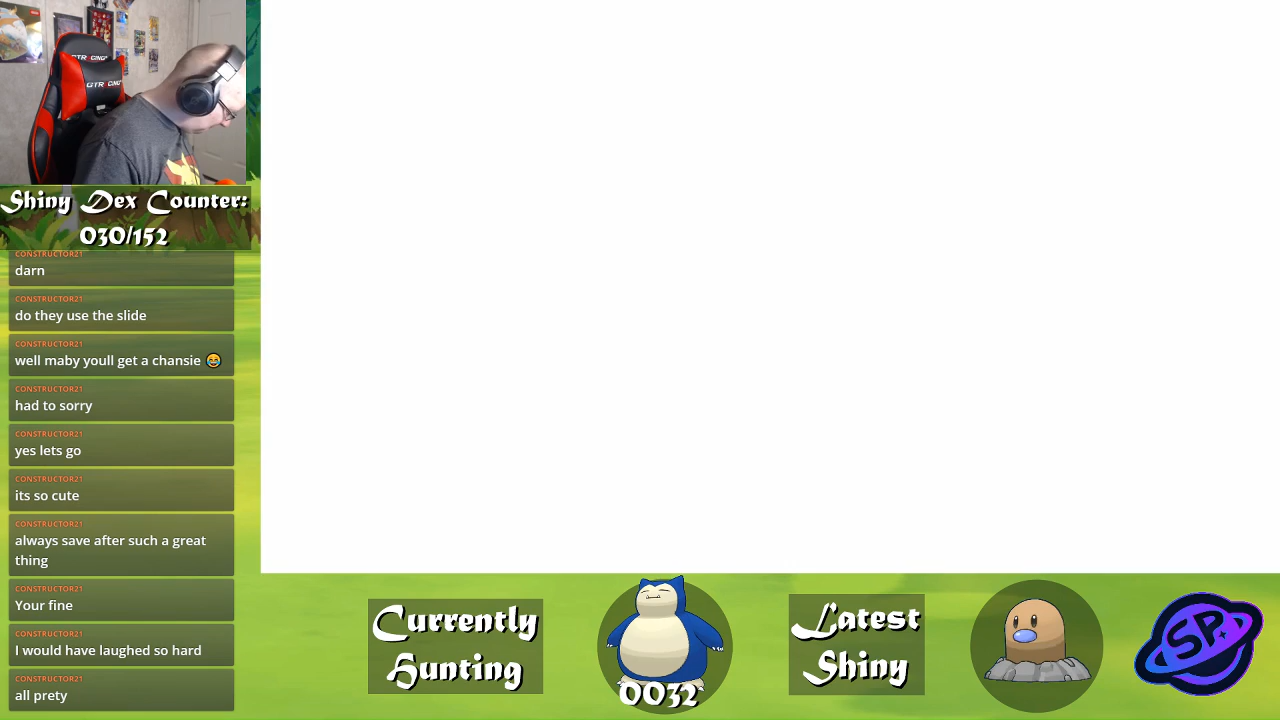 GTRACING
GTRACING
Shiny Dex Counter:
030/152
CONSTRUCTOR21
darn
CONSTRUCTOR21
do they use the slide
CONSTRUCTOR21
well maby youll get a chansie 😂
CONSTRUCTOR21
had to sorry
CONSTRUCTOR21
yes lets go
CONSTRUCTOR21
its so cute
CONSTRUCTOR21
always save after such a great
thing
CONSTRUCTOR21
Your fine
CONSTRUCTOR21
I would have laughed so hard
CONSTRUCTOR21
all prety
Currently
Hunting
0032
Latest
Shiny
SP